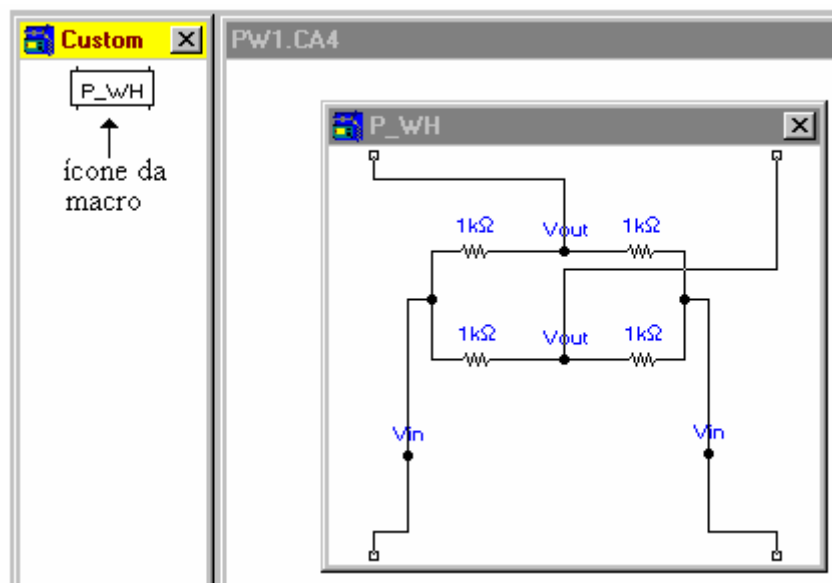 Custom
P_WH
ícone da
macro
PW1.CA4
P_WH
1kΩ
Vout
1kΩ
1kΩ
Vout
1kΩ
Vin
Vin